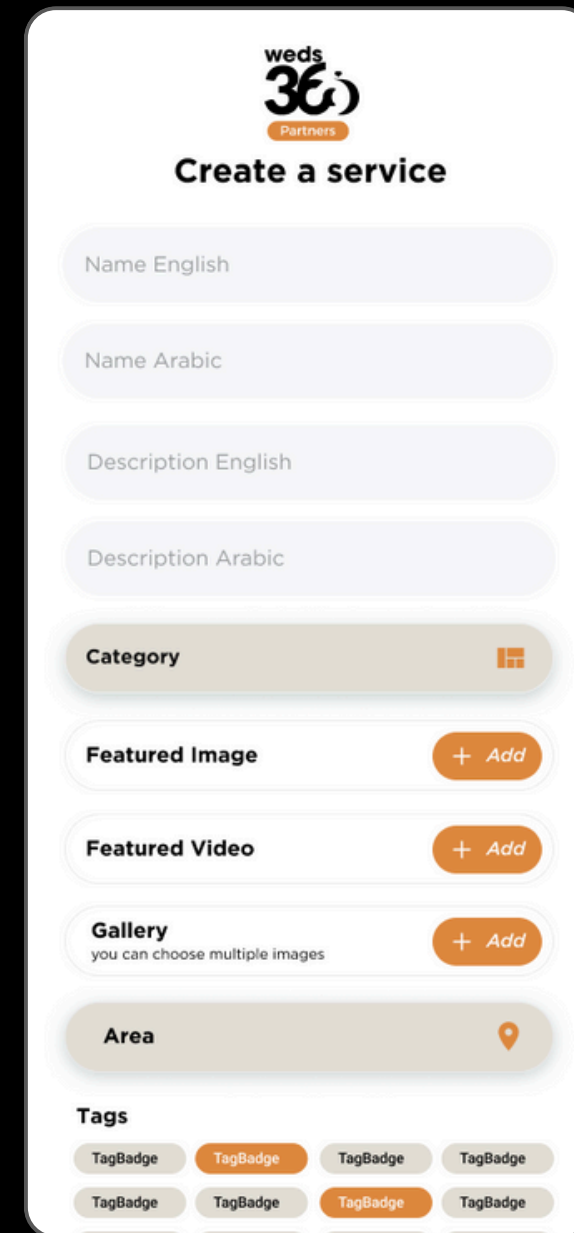 weds
360
Partners
Create a service
Name English
Name Arabic
Description English
Description Arabic
Category
Featured Image
+ Add
Featured Video
+ Add
Gallery
you can choose multiple images
+ Add
Area
Tags
TagBadge TagBadge TagBadge TagBadge
TagBadge TagBadge TagBadge TagBadge